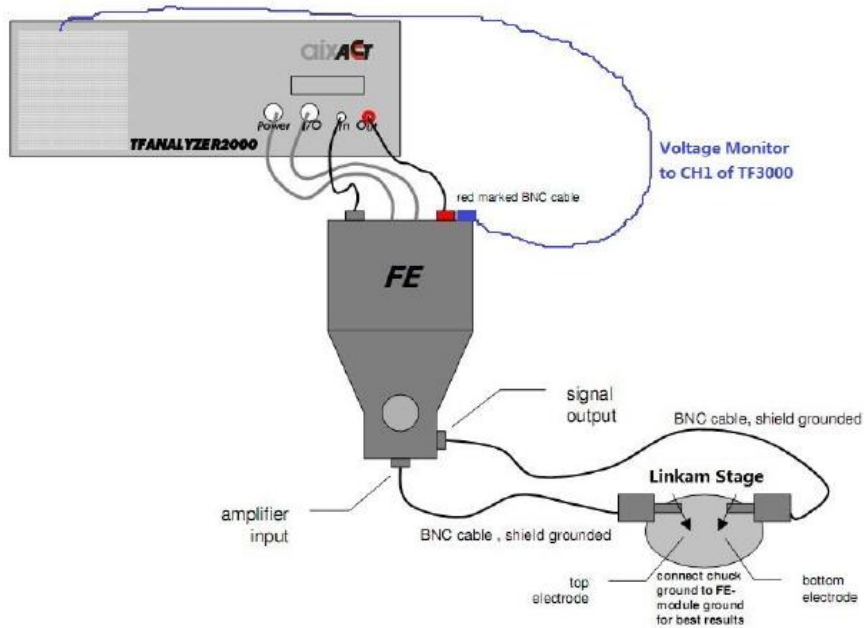 aixACT
Power I/O In Out
TFANALYZER2000
Voltage Monitor
to CH1 of TF3000
red marked BNC cable
FE
signal
output
BNC cable, shield grounded
Linkam Stage
amplifier
input
BNC cable , shield grounded
top
electrode
connect chuck
ground to FE-
module ground
for best results
bottom
electrode